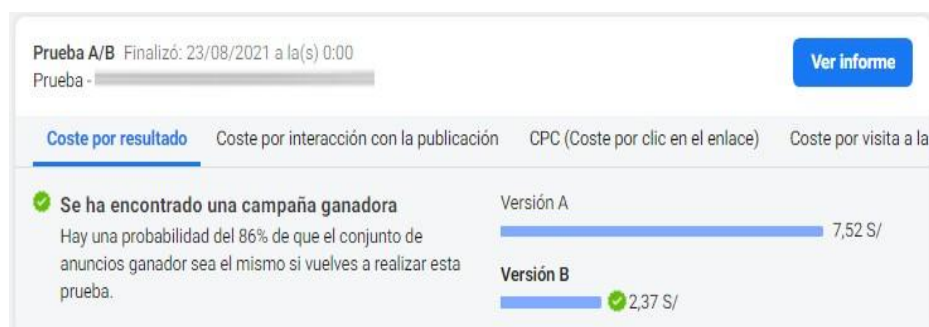 Prueba A/B Finalizó: 23/08/2021 a la(s) 0:00
Prueba -
Ver informe
Coste por resultado Coste por interacción con la publicación CPC (Coste por clic en el enlace) Coste por visita a la
Se ha encontrado una campaña ganadora
Hay una probabilidad del 86% de que el conjunto de
anuncios ganador sea el mismo si vuelves a realizar esta
prueba.
Versión A
7,52 S/
Versión B
2,37 S/